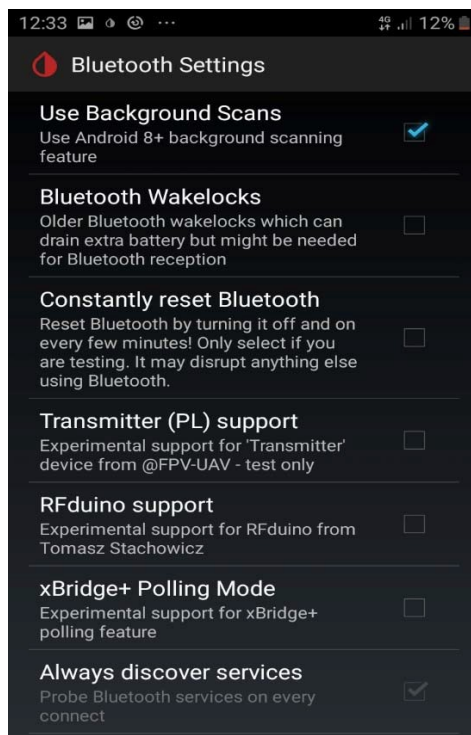 12:33 ... 4G 12%
Bluetooth Settings
Use Background Scans
Use Android 8+ background scanning
feature
Bluetooth Wakelocks
Older Bluetooth wakelocks which can
drain extra battery but might be needed
for Bluetooth reception
Constantly reset Bluetooth
Reset Bluetooth by turning it off and on
every few minutes! Only select if you
are testing. It may disrupt anything else
using Bluetooth.
Transmitter (PL) support
Experimental support for 'Transmitter'
device from @FPV-UAV - test only
RFduino support
Experimental support for RFduino from
Tomasz Stachowicz
xBridge+ Polling Mode
Experimental support for xBridge+
polling feature
Always discover services
Probe Bluetooth services on every
connect